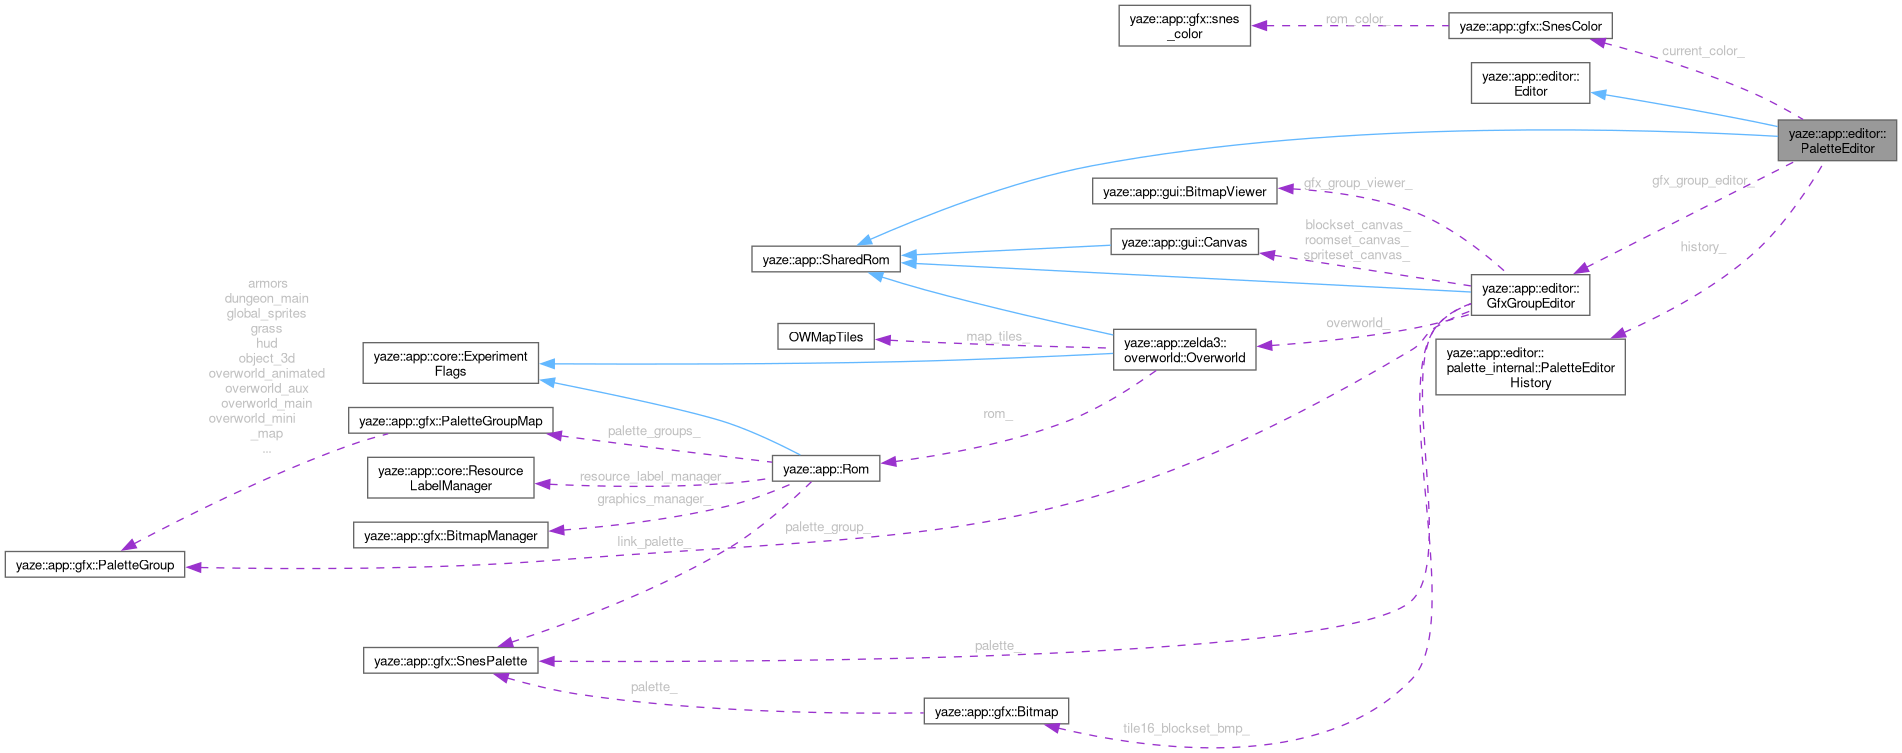 yaze::app::gfx::snes
_color
rom_color_
yaze::app::gfx::SnesColor
current_color_
yaze::app::editor::
Editor
yaze::app::editor::
PaletteEditor
yaze::app::gui::BitmapViewer
gfx_group_viewer_
gfx_group_editor_
blockset_canvas_
roomset_canvas_
spriteset_canvas_
yaze::app::gui::Canvas
history_
yaze::app::SharedRom
yaze::app::editor::
GfxGroupEditor
armors
dungeon_main
global_sprites
grass
hud
object_3d
overworld_animated
overworld_aux
overworld_main
overworld_mini
_map
...
OWMapTiles
map_tiles_
yaze::app::zelda3::
overworld::Overworld
overworld_
yaze::app::core::Experiment
Flags
yaze::app::editor::
palette_internal::PaletteEditor
History
yaze::app::gfx::PaletteGroupMap
palette_groups_
rom_
yaze::app::core::Resource
LabelManager
resource_label_manager_
yaze::app::Rom
graphics_manager_
yaze::app::gfx::BitmapManager
link_palette_
palette_group_
yaze::app::gfx::PaletteGroup
yaze::app::gfx::SnesPalette
palette_
palette_
yaze::app::gfx::Bitmap
tile16_blockset_bmp_